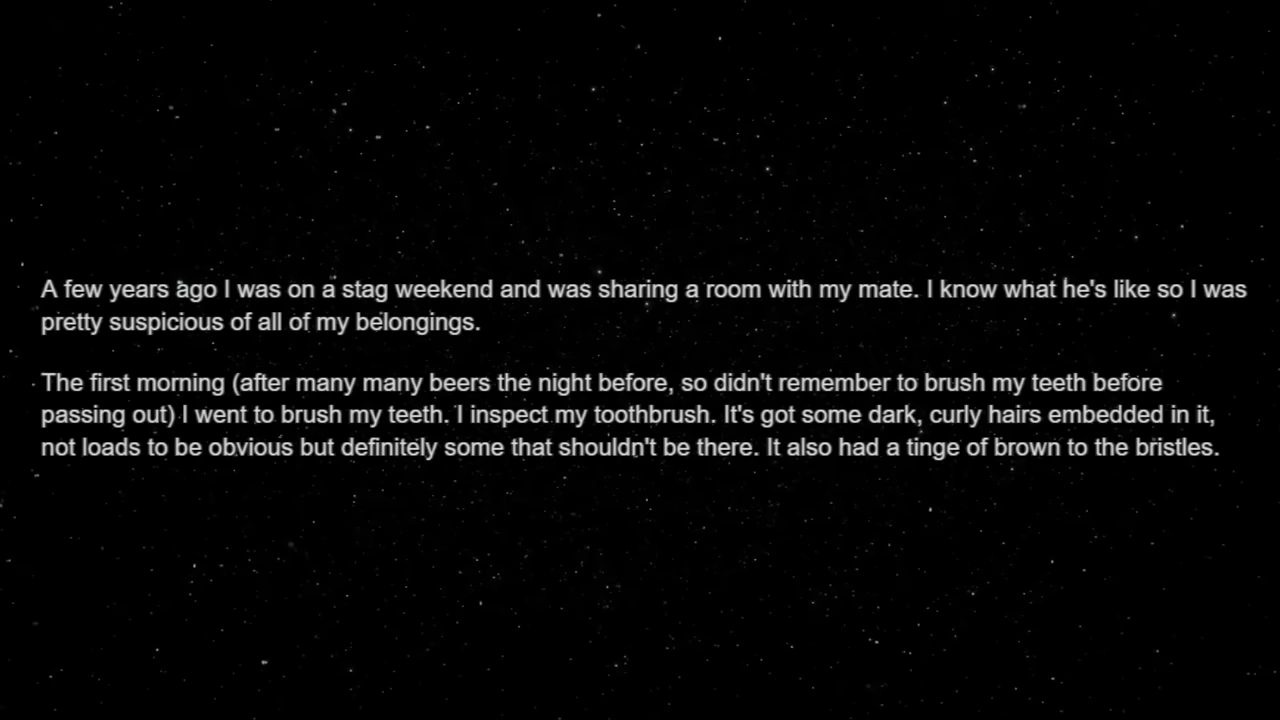 A few years ago I was on a stag weekend and was sharing a room with my mate. I know what he's like so I was
pretty suspicious of all of my belongings.
The first morning (after many many beers the night before, so didn't remember to brush my teeth before
passing out) I went to brush my teeth. I inspect my toothbrush. It's got some dark, curly hairs embedded in it,
not loads to be obvious but definitely some that shouldn't be there. It also had a tinge of brown to the bristles.